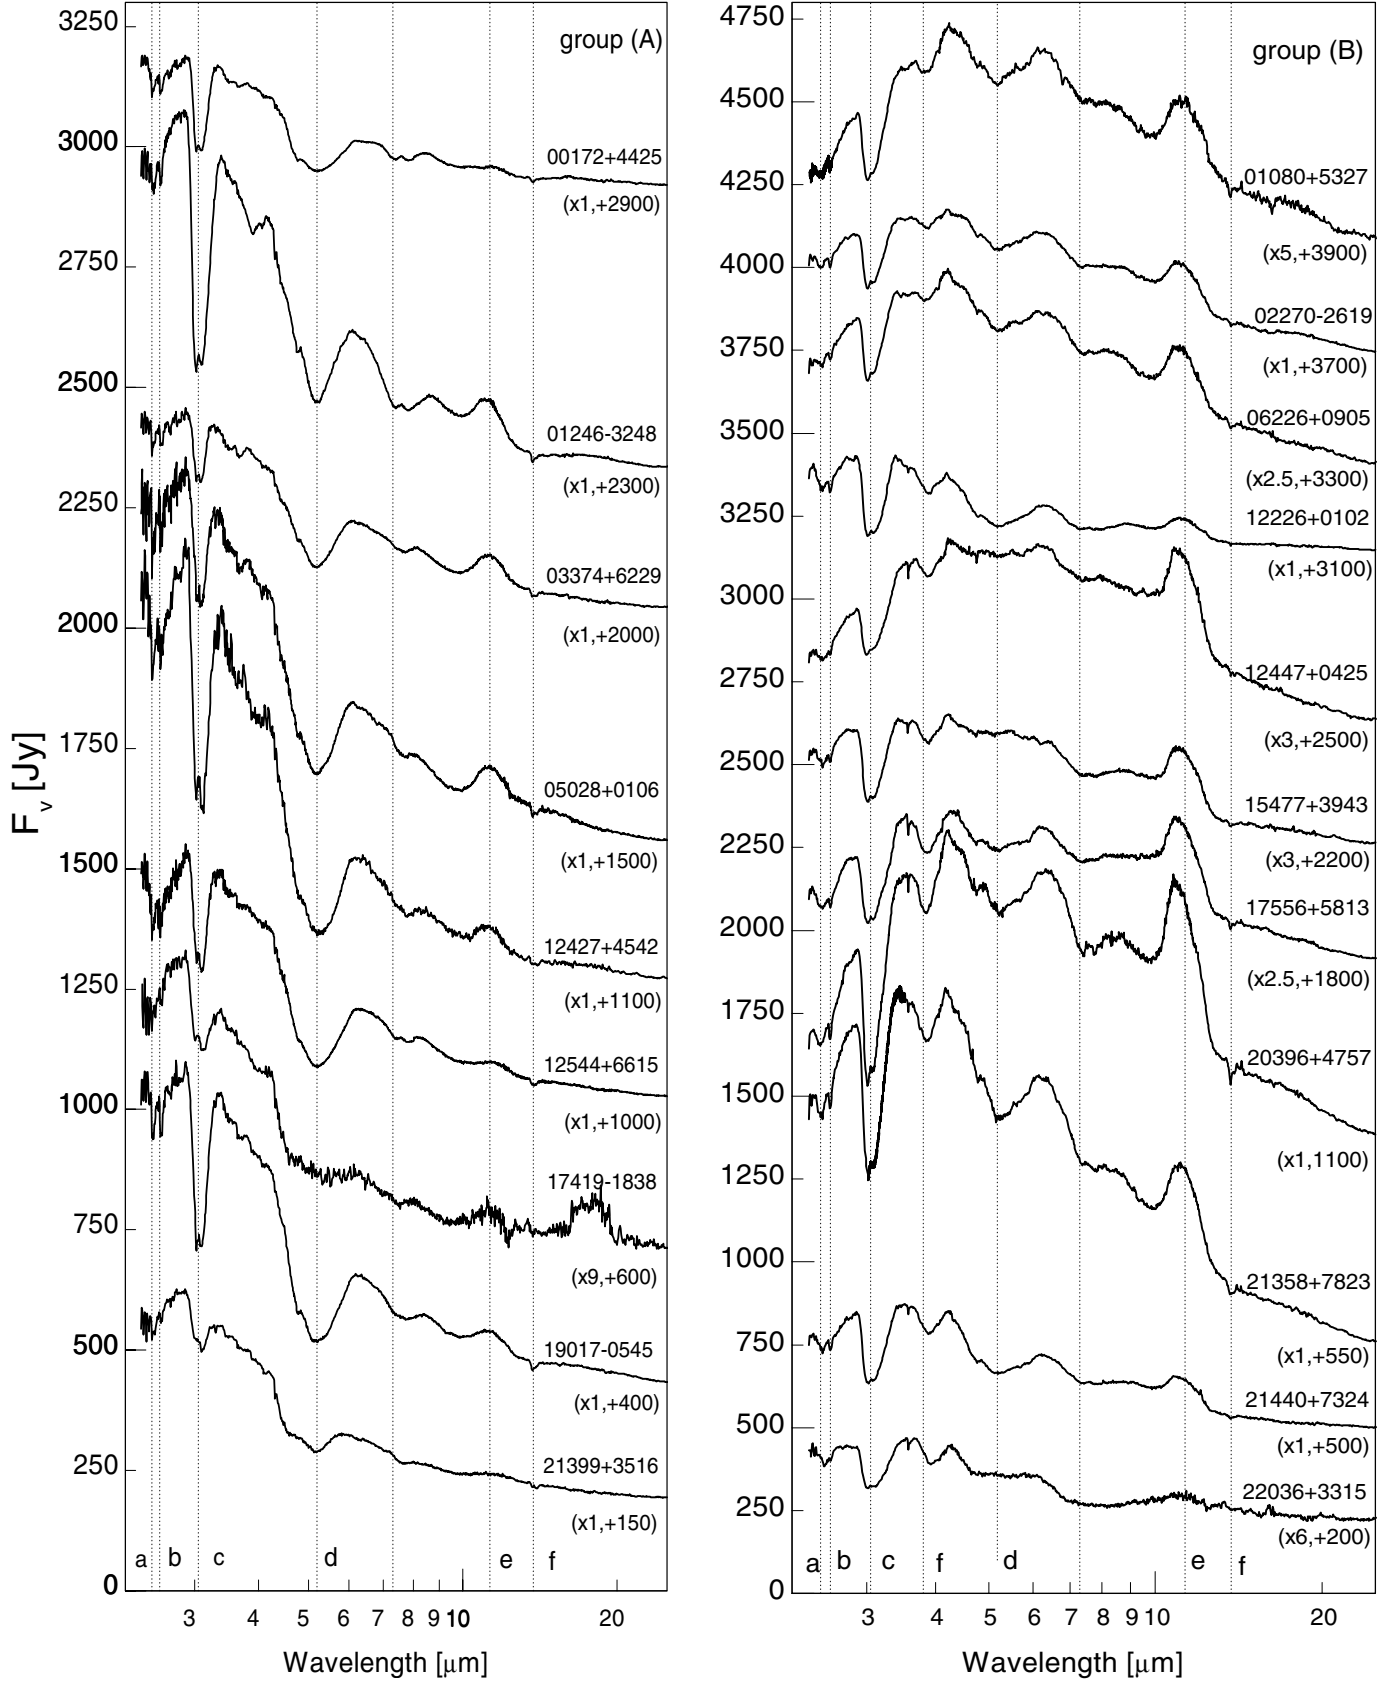 group (A)
3250
3000
2750
2500
2250
2000
1750
1500
1250
1000
750
500
250
0
F_v [Jy]
00172+4425
(x1,+2900)
01246-3248
(x1,+2300)
03374+6229
(x1,+2000)
05028+0106
(x1,+1500)
12427+4542
(x1,+1100)
12544+6615
(x1,+1000)
17419-1838
(x9,+600)
19017-0545
(x1,+400)
21399+3516
(x1,+150)
a b c d e f
3 4 5 6 7 8 9 10 20
Wavelength [μm]
group (B)
4750
4500
4250
4000
3750
3500
3250
3000
2750
2500
2250
2000
1750
1500
1250
1000
750
500
250
0
01080+5327
(x5,+3900)
02270-2619
(x1,+3700)
06226+0905
(x2.5,+3300)
12226+0102
(x1,+3100)
12447+0425
(x3,+2500)
15477+3943
(x3,+2200)
17556+5813
(x2.5,+1800)
20396+4757
(x1,1100)
21358+7823
(x1,+550)
21440+7324
(x1,+500)
22036+3315
(x6,+200)
a b c f d e f
3 4 5 6 7 8 9 10 20
Wavelength [μm]